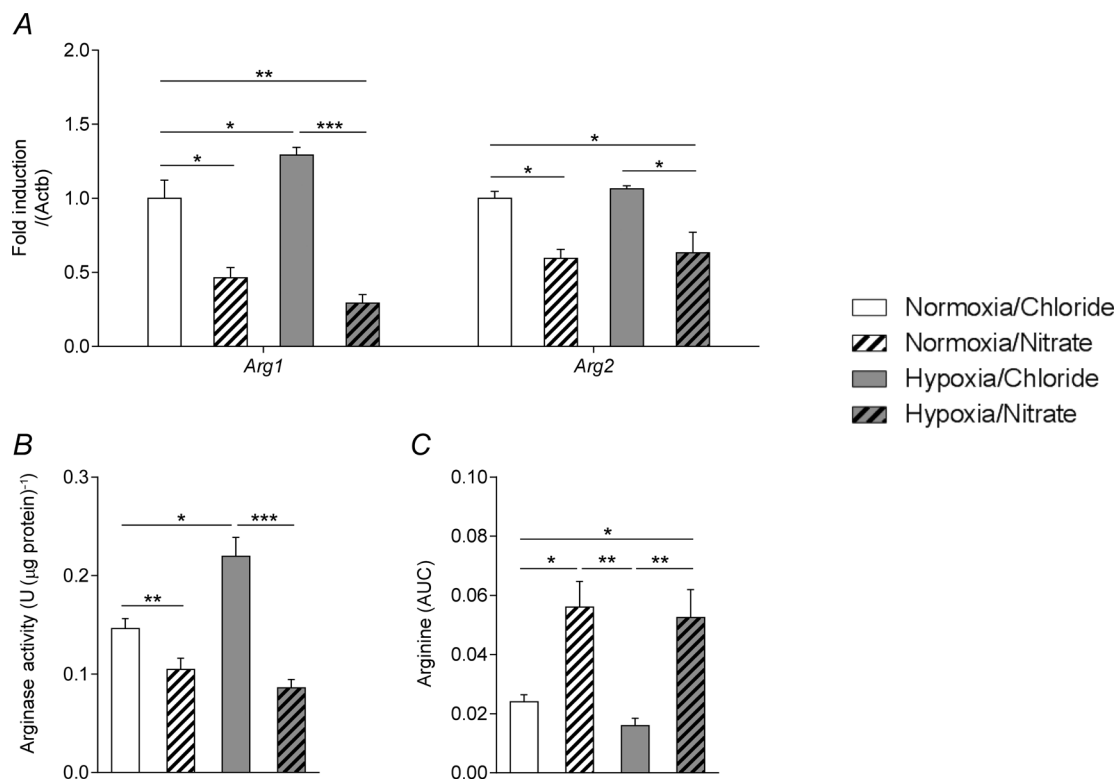 A
2.0
1.5
1.0
0.5
0.0
Fold induction
/(Actb)
**
*
***
*
*
*
*
Arg1
Arg2
Normoxia/Chloride
Normoxia/Nitrate
Hypoxia/Chloride
Hypoxia/Nitrate
B
0.3
0.2
0.1
0.0
Arginase activity (U (μg protein)⁻¹)
*
***
**
C
0.10
0.08
0.06
0.04
0.02
0.00
Arginine (AUC)
*
*
**
**